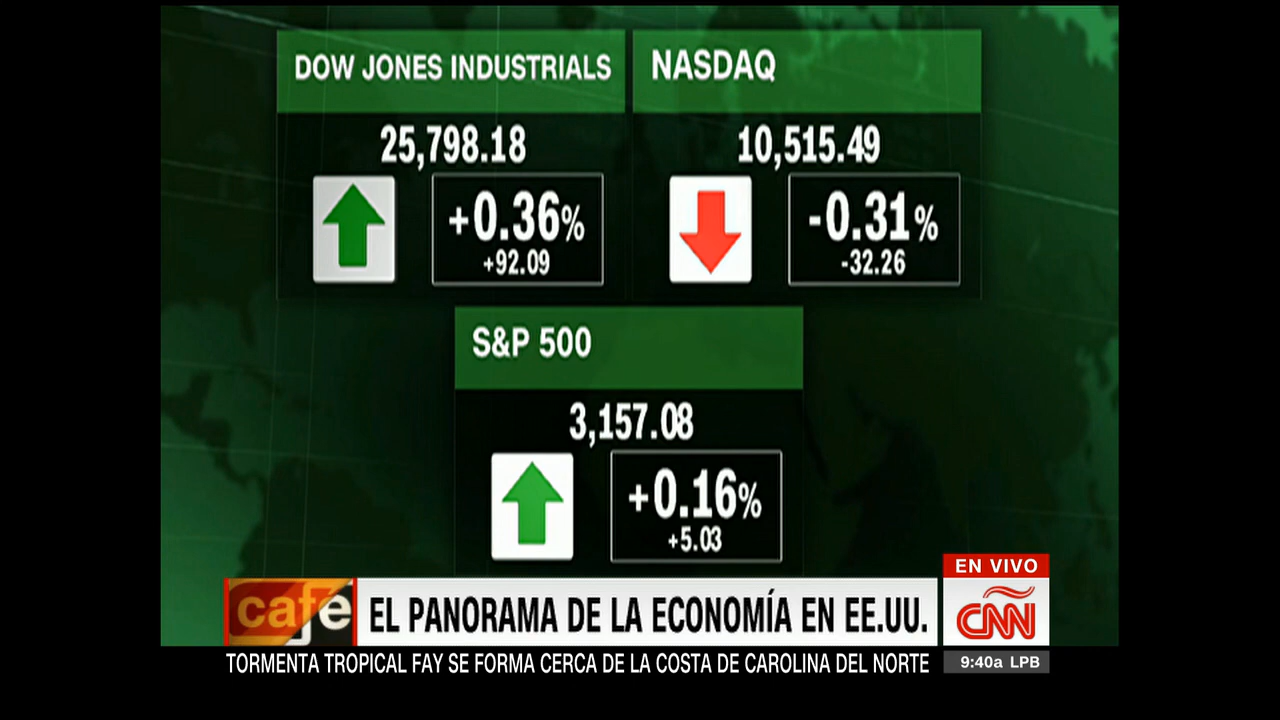 DOW JONES INDUSTRIALS
25,798.18
+0.36%
+92.09
NASDAQ
10,515.49
-0.31%
-32.26
S&P 500
3,157.08
+0.16%
+5.03
EN VIVO
café
EL PANORAMA DE LA ECONOMÍA EN EE.UU.
CNN
TORMENTA TROPICAL FAY SE FORMA CERCA DE LA COSTA DE CAROLINA DEL NORTE
9:40a LPB